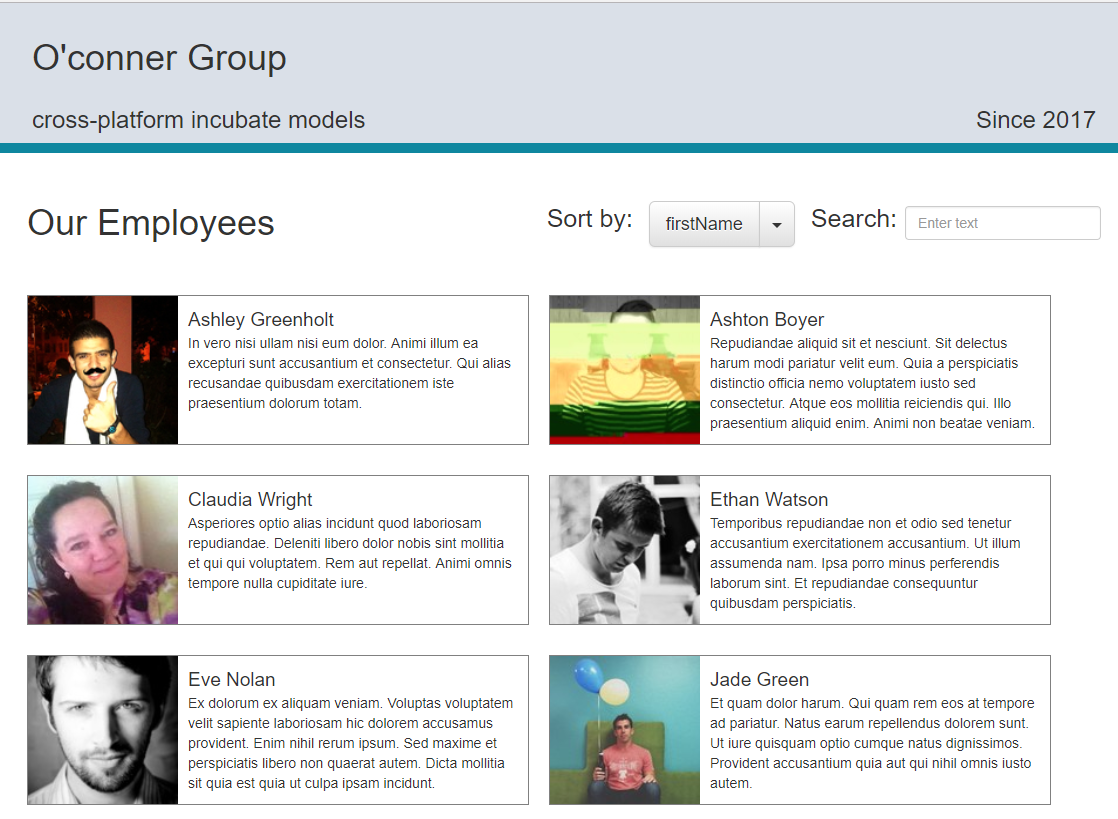 O'conner Group
cross-platform incubate models
Since 2017
Our Employees
Sort by:
firstName
Search:
Enter text
Ashley Greenholt
In vero nisi ullam nisi eum dolor. Animi illum ea
excepturi sunt accusantium et consectetur. Qui alias
recusandae quibusdam exercitationem iste
praesentium dolorum totam.
Ashton Boyer
Repudiandae aliquid sit et nesciunt. Sit delectus
harum modi pariatur velit eum. Quia a perspiciatis
distinctio officia nemo voluptatem iusto sed
consectetur. Atque eos mollitia reiciendis qui. Illo
praesentium aliquid enim. Animi non beatae veniam.
Claudia Wright
Asperiores optio alias incidunt quod laboriosam
repudiandae. Deleniti libero dolor nobis sint mollitia
et qui qui voluptatem. Rem aut repellat. Animi omnis
tempore nulla cupiditate iure.
Ethan Watson
Temporibus repudiandae non et odio sed tenetur
accusantium exercitationem accusantium. Ut illum
assumenda nam. Ipsa porro minus perferendis
laborum sint. Et repudiandae consequuntur
quibusdam perspiciatis.
Eve Nolan
Ex dolorum ex aliquam veniam. Voluptas voluptatem
velit sapiente laboriosam hic dolorem accusamus
provident. Enim nihil rerum ipsum. Sed maxime et
perspiciatis libero non quaerat autem. Dicta mollitia
sit quia est quia ut culpa ipsam incidunt.
Jade Green
Et quam dolor harum. Qui quam rem eos at tempore
ad pariatur. Natus earum repellendus dolorem sunt.
Ut iure quisquam optio cumque natus dignissimos.
Provident accusantium quia aut qui nihil omnis iusto
autem.